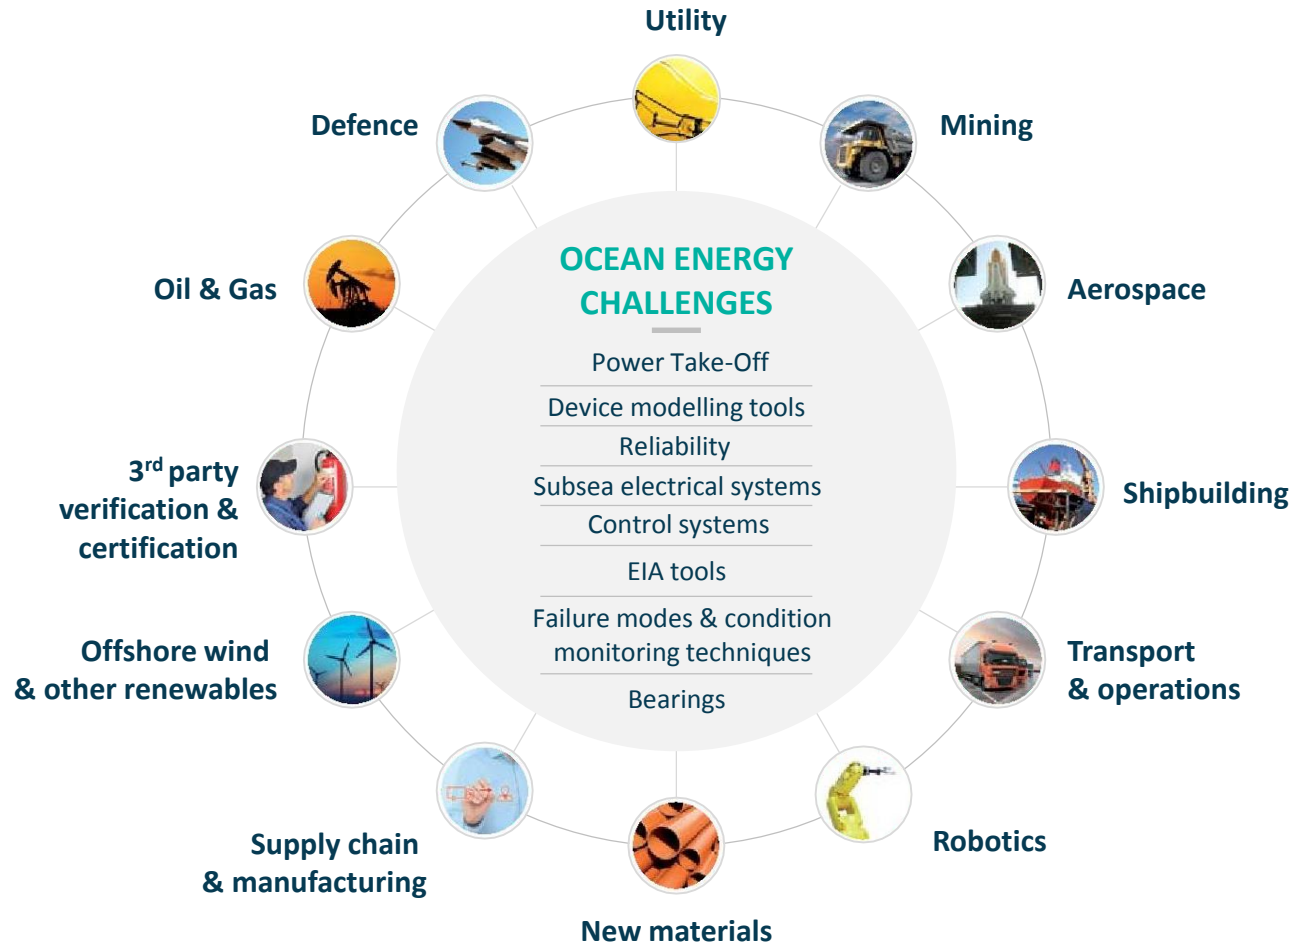 Utility
Defence
Mining
Oil & Gas
Aerospace
OCEAN ENERGY
CHALLENGES
Power Take-Off
Device modelling tools
Reliability
Subsea electrical systems
Control systems
EIA tools
Failure modes & condition
monitoring techniques
Bearings
3rd party
verification &
certification
Shipbuilding
Offshore wind
& other renewables
Transport
& operations
Supply chain
& manufacturing
Robotics
New materials